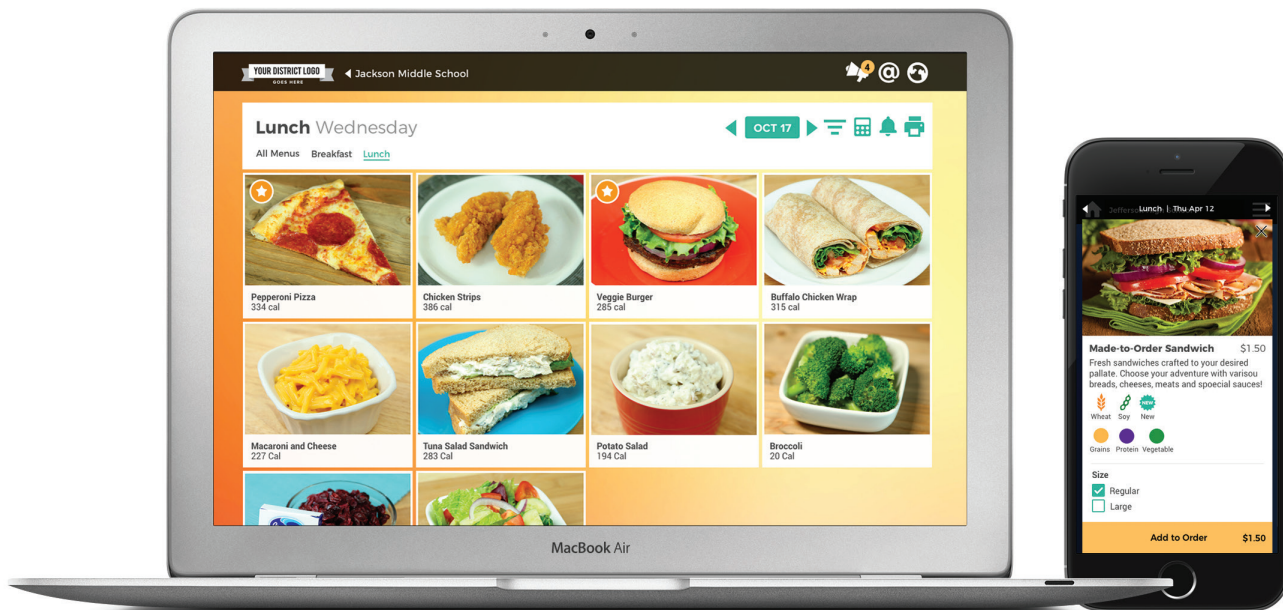 YOUR DISTRICT LOGO
GOES HERE
Jackson Middle School
4
@
Lunch Wednesday
OCT 17
All Menus Breakfast Lunch
Pepperoni Pizza
334 cal
Chicken Strips
386 cal
Veggie Burger
285 cal
Buffalo Chicken Wrap
315 cal
Macaroni and Cheese
227 Cal
Tuna Salad Sandwich
283 Cal
Potato Salad
194 Cal
Broccoli
20 Cal
MacBook Air
Lunch | Thu Apr 12
Made-to-Order Sandwich $1.50
Fresh sandwiches crafted to your desired
pallate. Choose your adventure with varisou
breads, cheeses, meats and spoecial sauces!
NEW
Wheat Soy New
Grains Protein Vegetable
Size
Regular
Large
Add to Order $1.50